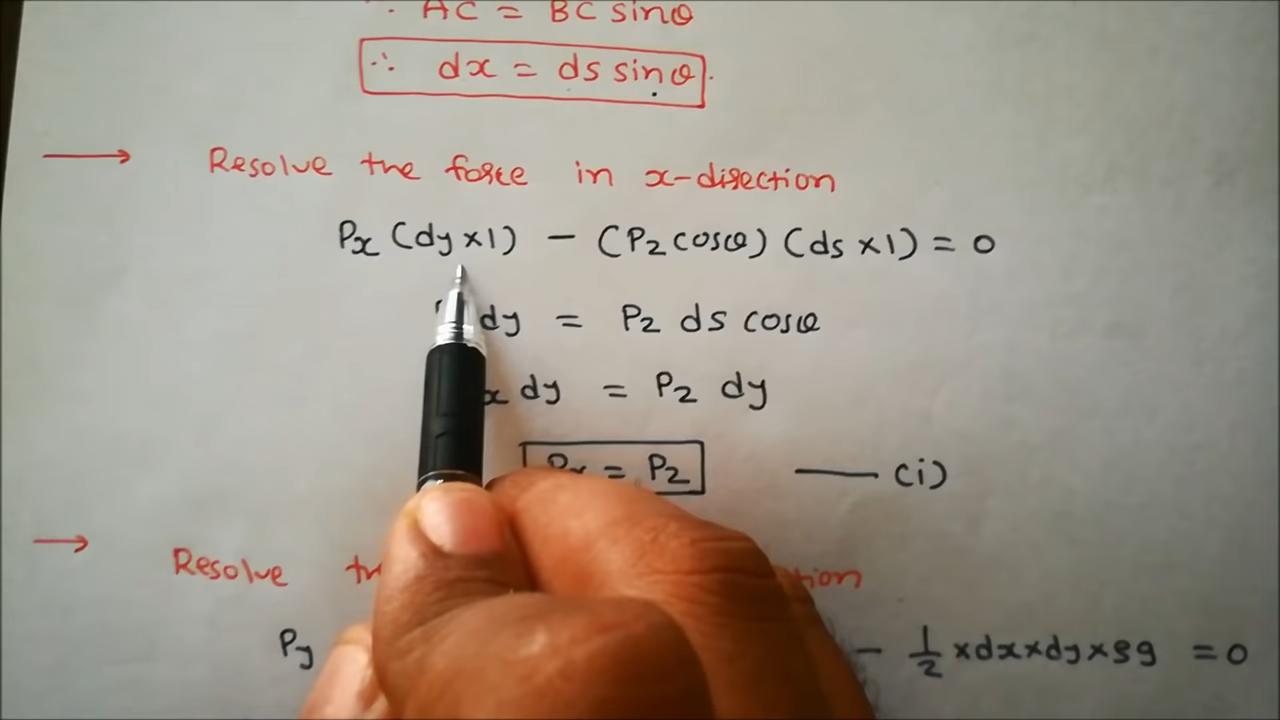 ∴ AC = BC sinθ
∴ dx = ds sinθ
→ Resolve the force in x-direction
Px (dy×1) - (P2 cosθ) (ds×1) = 0
dy = P2 ds cosθ
x dy = P2 dy
Px = P2 —— (i)
→ Resolve
Py - 1/2 ×dx×dy×ρg = 0